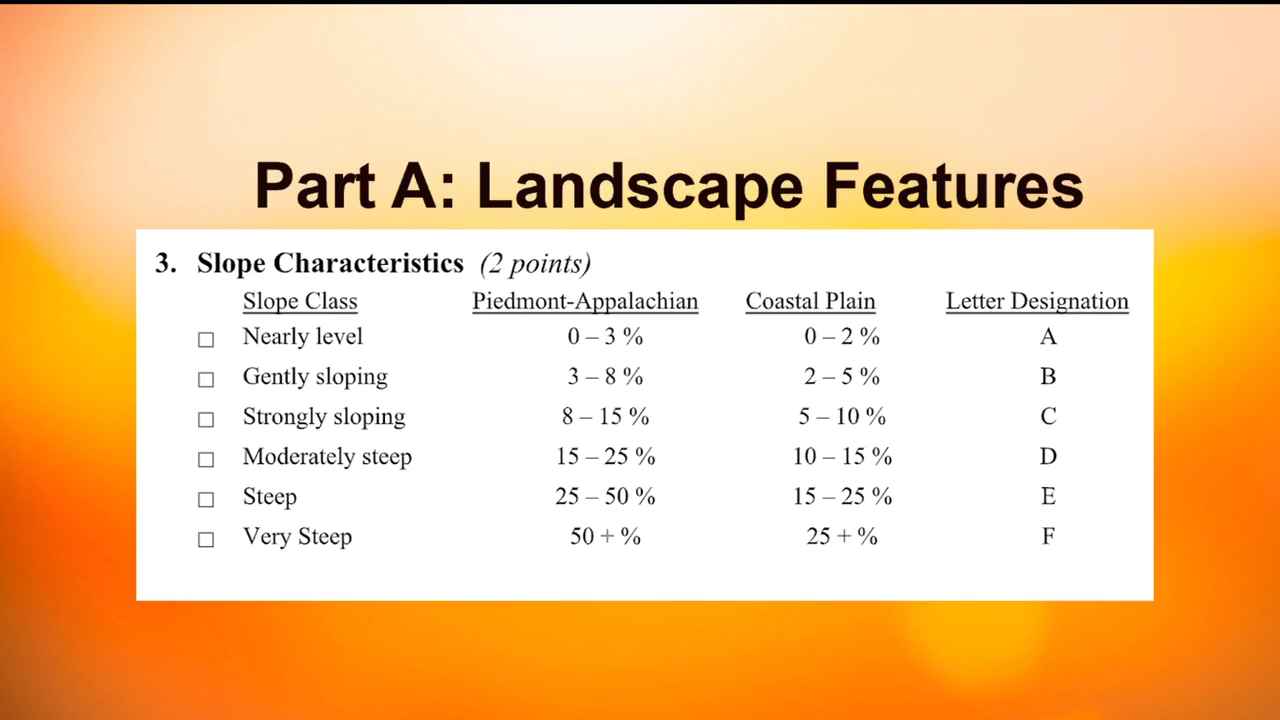 Part A: Landscape Features
3. Slope Characteristics (2 points)
Slope Class Piedmont-Appalachian Coastal Plain Letter Designation
□ Nearly level 0 – 3 % 0 – 2 % A
□ Gently sloping 3 – 8 % 2 – 5 % B
□ Strongly sloping 8 – 15 % 5 – 10 % C
□ Moderately steep 15 – 25 % 10 – 15 % D
□ Steep 25 – 50 % 15 – 25 % E
□ Very Steep 50 + % 25 + % F